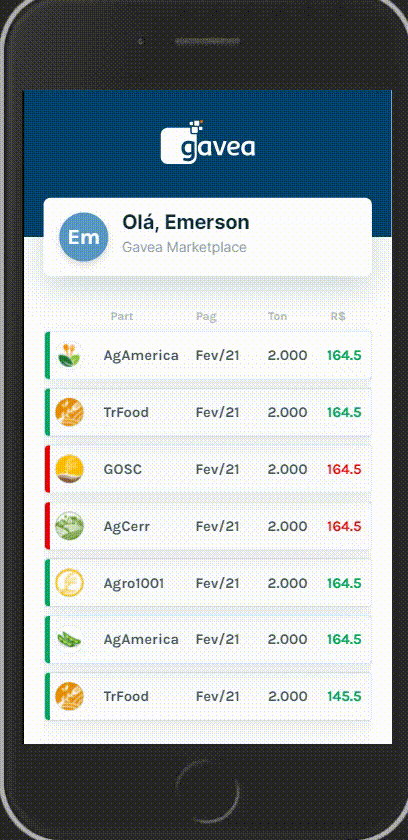 gavea
Em
Olá, Emerson
Gavea Marketplace
Part Pag Ton R$
AgAmerica Fev/21 2.000 164.5
TrFood Fev/21 2.000 164.5
GOSC Fev/21 2.000 164.5
AgCerr Fev/21 2.000 164.5
Agro1001 Fev/21 2.000 164.5
AgAmerica Fev/21 2.000 164.5
TrFood Fev/21 2.000 145.5